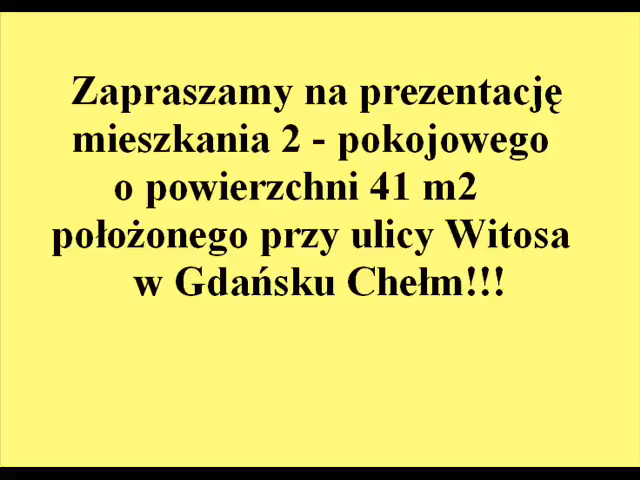 Zapraszamy na prezentację
mieszkania 2 - pokojowego
o powierzchni 41 m2
położonego przy ulicy Witosa
w Gdańsku Chełm!!!